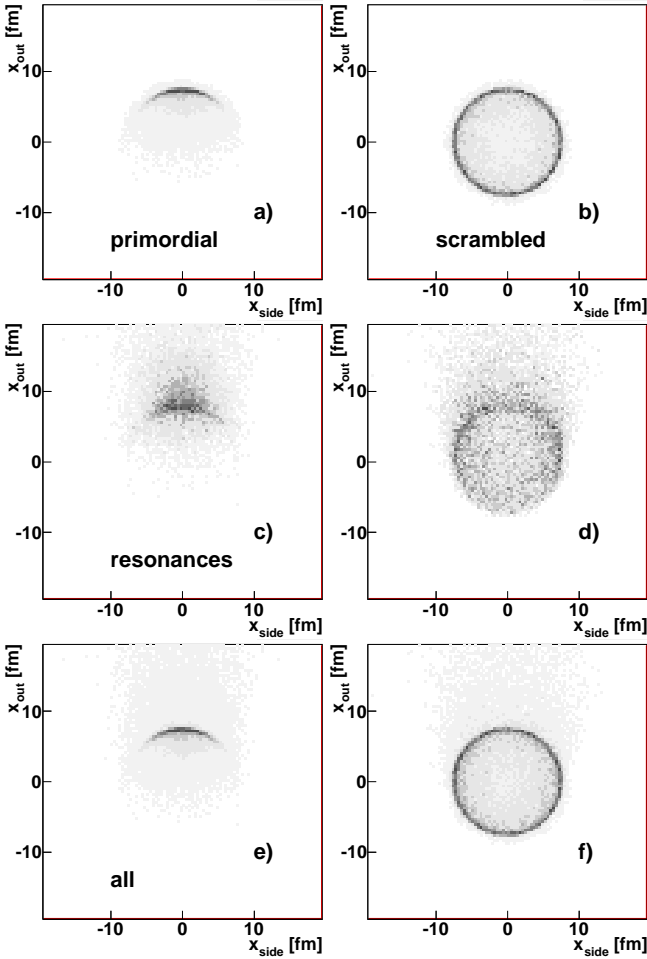 x_out [fm]
10
0
-10
a)
primordial
-10 0 10
x_side [fm]
x_out [fm]
10
0
-10
b)
scrambled
-10 0 10
x_side [fm]
x_out [fm]
10
0
-10
c)
resonances
-10 0 10
x_side [fm]
x_out [fm]
10
0
-10
d)
-10 0 10
x_side [fm]
x_out [fm]
10
0
-10
e)
all
-10 0 10
x_side [fm]
x_out [fm]
10
0
-10
f)
-10 0 10
x_side [fm]